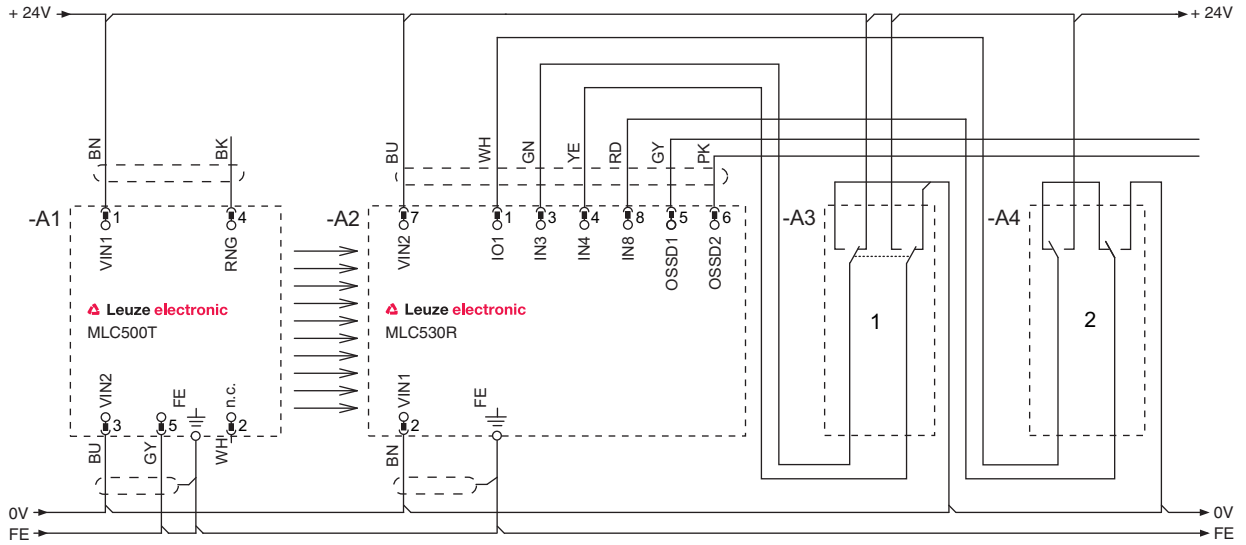 + 24V
+ 24V
BN
BK
BU
WH
GN
YE
RD
GY
PK
-A1
1
4
-A2
7
1
3
4
8
5
6
-A3
-A4
VIN1
RNG
VIN2
IO1
IN3
IN4
IN8
OSSD1
OSSD2
Leuze electronic
MLC500T
Leuze electronic
MLC530R
1
2
VIN2
FE
n.c.
VIN1
FE
3
5
2
2
BU
GY
WH
BN
0V
0V
FE
FE